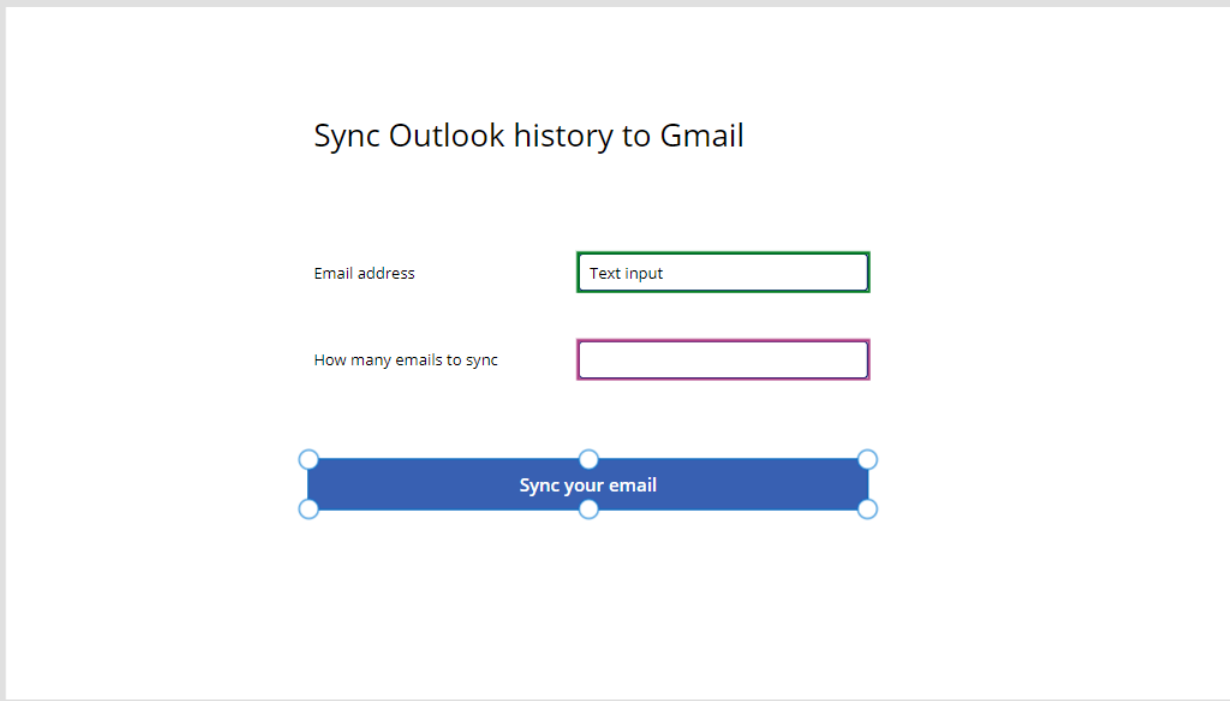 Sync Outlook history to Gmail
Email address
Text input
How many emails to sync
Sync your email